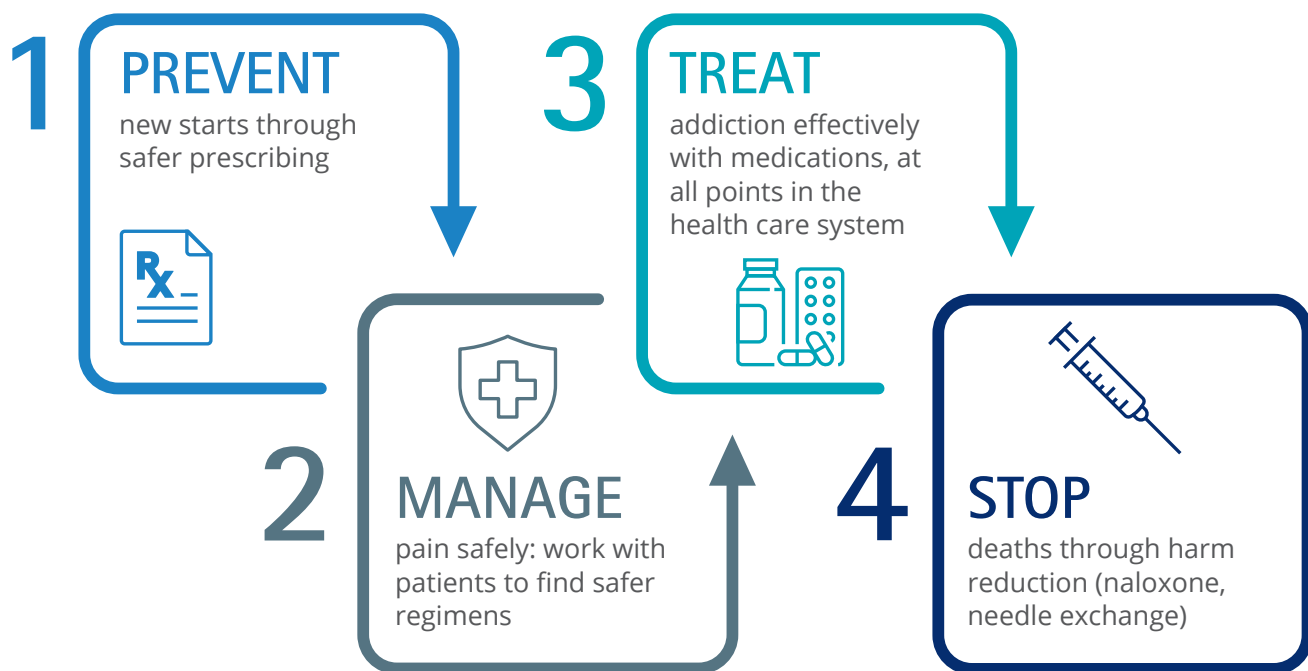 1
PREVENT
new starts through
safer prescribing
Rx
2
MANAGE
pain safely: work with
patients to find safer
regimens
3
TREAT
addiction effectively
with medications, at
all points in the
health care system
4
STOP
deaths through harm
reduction (naloxone,
needle exchange)